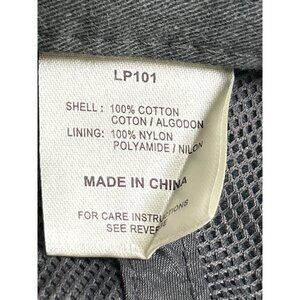 LP101
SHELL: 100% COTTON
COTON / ALGODON
LINING: 100% NYLON
POLYAMIDE / NILON
MADE IN CHINA
FOR CARE INSTRUCTIONS
SEE REVERSE